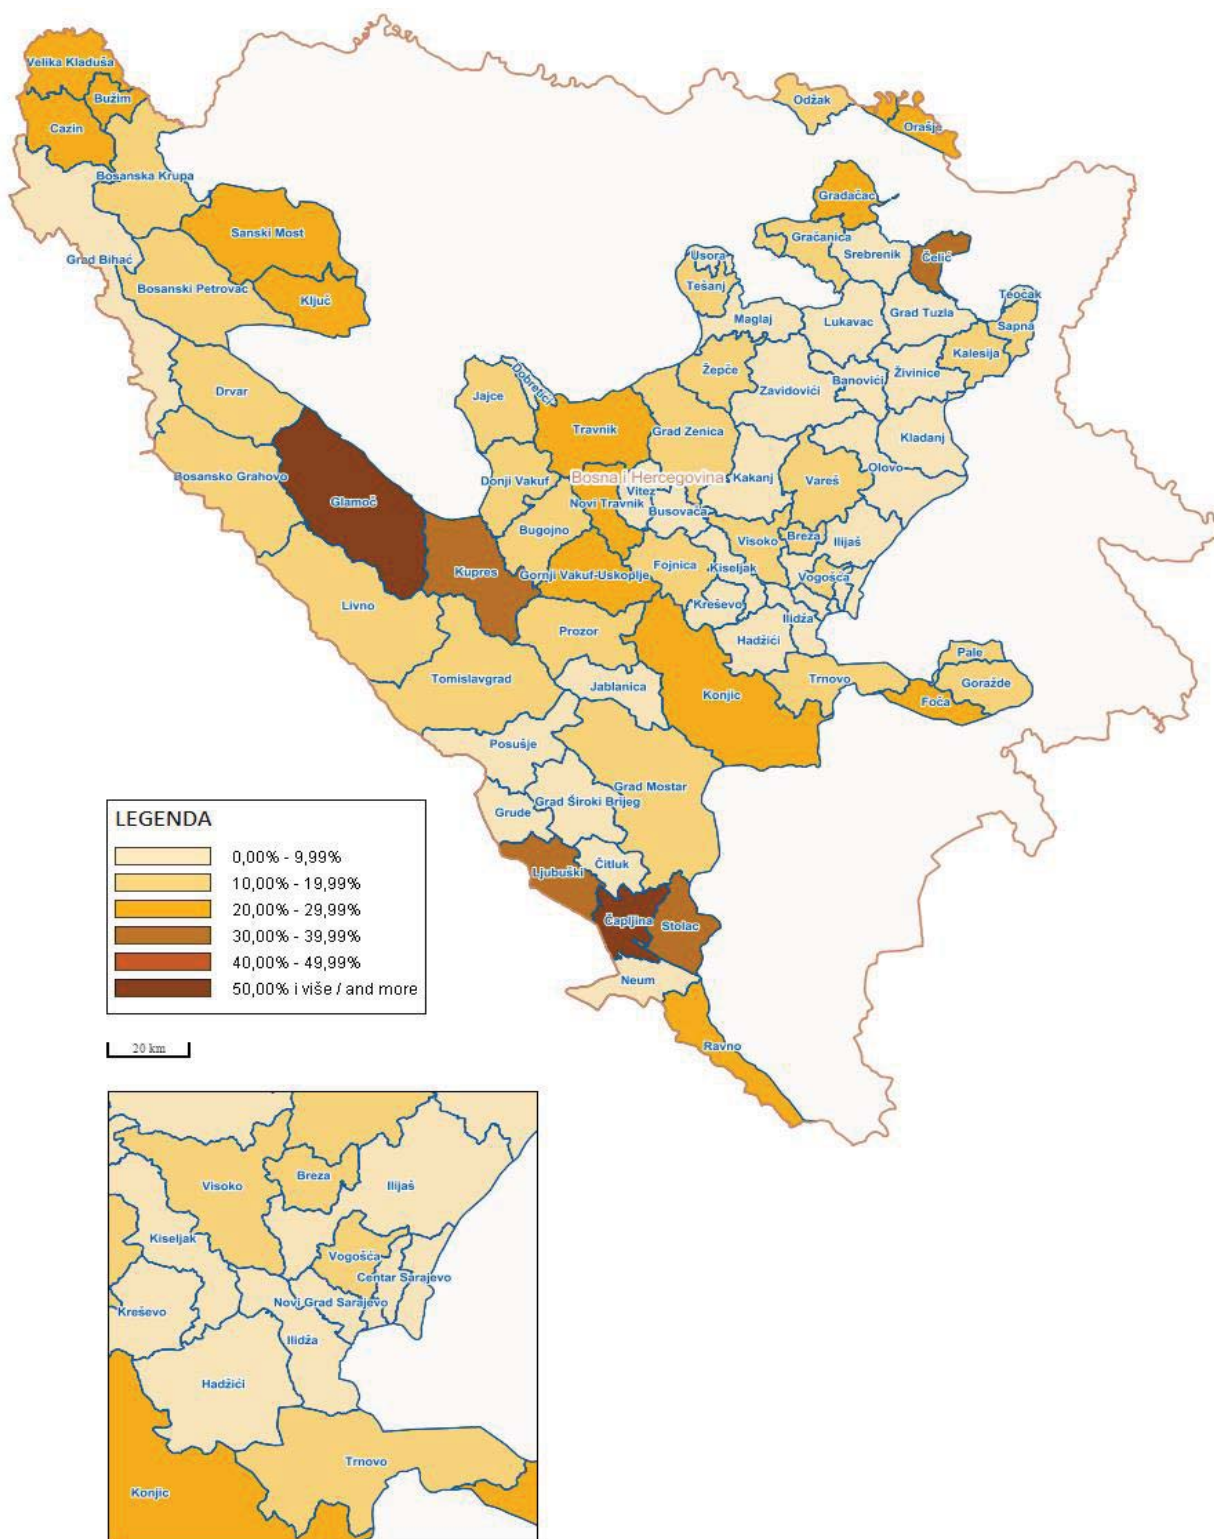 Velika Kladuša
Bužim
Cazin
Bosanska Krupa
Odžak
Orašje
Gradačac
Sanski Most
Gračanica
Srebrenik
Čelić
Grad Bihać
Bosanski Petrovac
Ključ
Usora
Tešanj
Maglaj
Lukavac
Grad Tuzla
Teočak
Sapna
Kalesija
Drvar
Dobretići
Jajce
Žepče
Zavidovići
Banovići
Živinice
Travnik
Grad Zenica
Kladanj
Bosansko Grahovo
Glamoč
Donji Vakuf
Bosna i Hercegovina
Kakanj
Vareš
Olovo
Novi Travnik
Vitez
Busovača
Bugojno
Visoko
Breza
Ilijaš
Kupres
Gornji Vakuf-Uskoplje
Fojnica
Kiseljak
Vogošća
Livno
Kreševo
Ilidža
Prozor
Hadžići
Pale
Tomislavgrad
Jablanica
Konjic
Trnovo
Goražde
Foča
Posušje
Grad Mostar
Grad Široki Brijeg
Grude
Čitluk
Ljubuški
Čapljina
Stolac
Neum
Ravno
LEGENDA
0,00% - 9,99%
10,00% - 19,99%
20,00% - 29,99%
30,00% - 39,99%
40,00% - 49,99%
50,00% i više / and more
20 km
Visoko
Breza
Ilijaš
Kiseljak
Vogošća
Centar Sarajevo
Novi Grad Sarajevo
Kreševo
Ilidža
Hadžići
Trnovo
Konjic